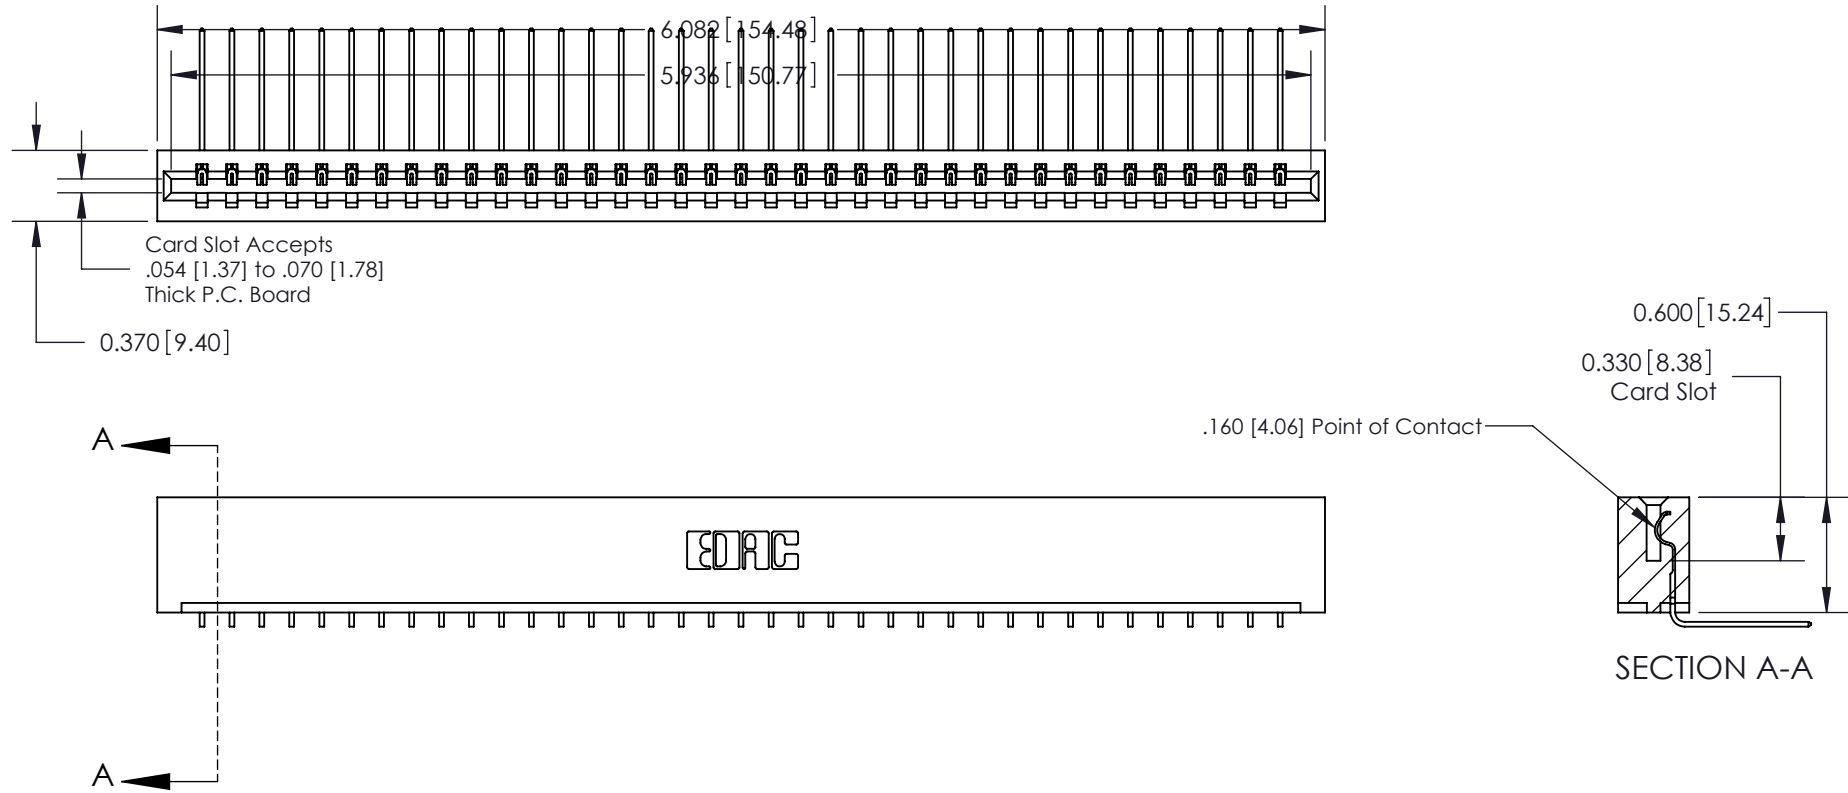 6.082 [154.48]
5.936 [150.77]
Card Slot Accepts
.054 [1.37] to .070 [1.78]
Thick P.C. Board
0.370 [9.40]
0.600 [15.24]
0.330 [8.38]
Card Slot
.160 [4.06] Point of Contact
A
EDAC
SECTION A-A
A